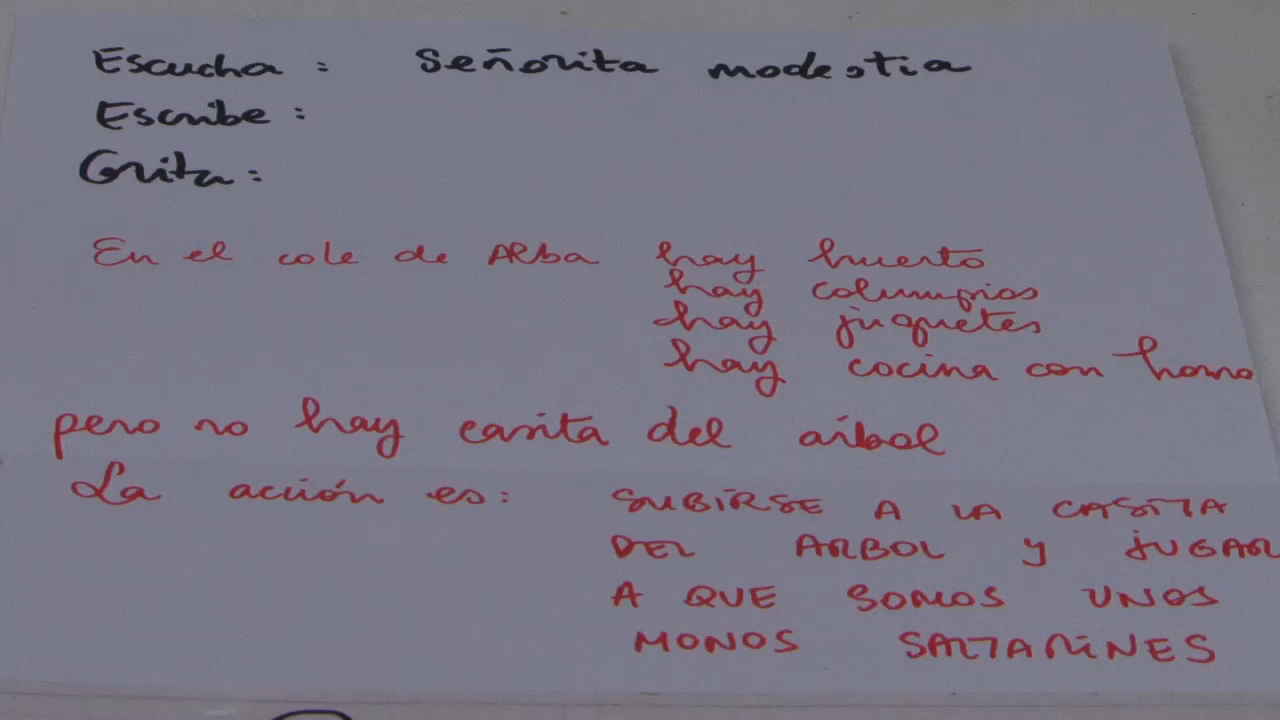 Escucha : Señorita modestia
Escribe :
Grita :
En el cole de ARba hay huerto
hay columpios
hay juguetes
hay cocina con horno
pero no hay casita del aírbol
La acción es: SUBIRSE A LA CASITA
DEL ARBOL y JUGAR
A QUE SOMOS UNOS
MONOS SALTARINES